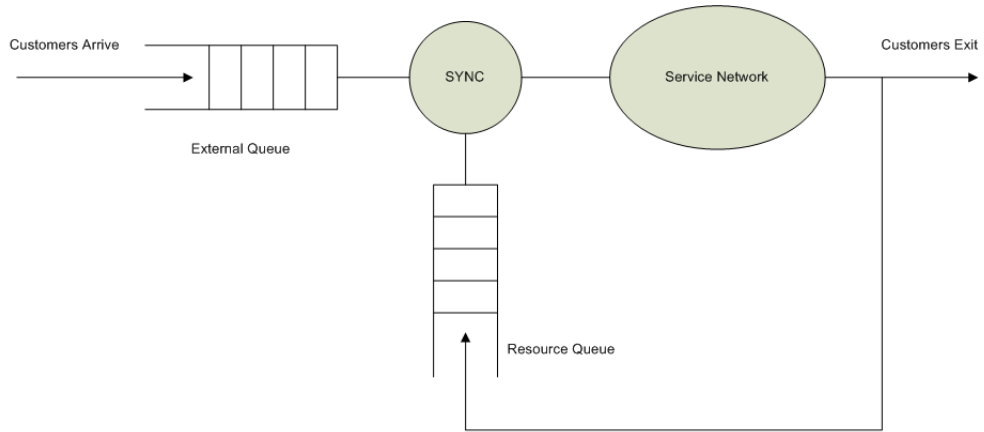 Customers Arrive
Customers Exit
SYNC
Service Network
External Queue
Resource Queue